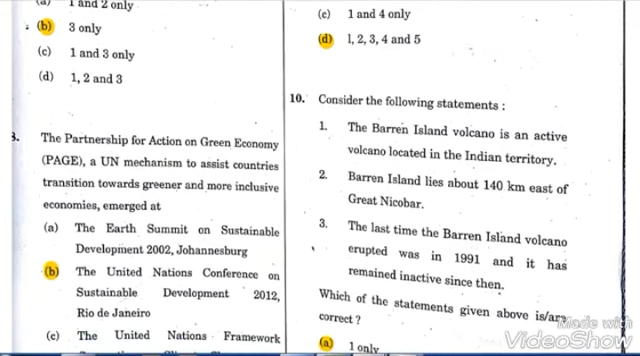 (a) 1 and 2 only
(b) 3 only
(c) 1 and 3 only
(d) 1, 2 and 3
3. The Partnership for Action on Green Economy
(PAGE), a UN mechanism to assist countries
transition towards greener and more inclusive
economies, emerged at
(a) The Earth Summit on Sustainable
Development 2002, Johannesburg
(b) The United Nations Conference on
Sustainable Development 2012,
Rio de Janeiro
(c) The United Nations Framework
(c) 1 and 4 only
(d) 1, 2, 3, 4 and 5
10. Consider the following statements :
1. The Barren Island volcano is an active
volcano located in the Indian territory.
2. Barren Island lies about 140 km east of
Great Nicobar.
3. The last time the Barren Island volcano
erupted was in 1991 and it has
remained inactive since then.
Which of the statements given above is/are
correct ?
(a) 1 only
Made with
VideoShow